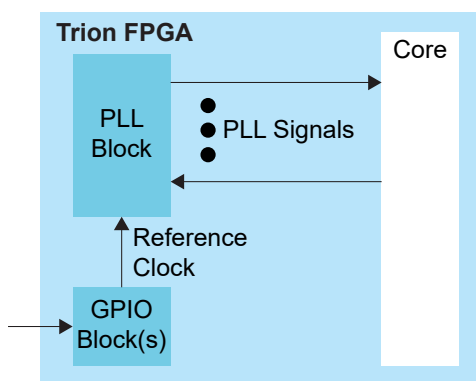 Trion FPGA
Core
PLL
Block
PLL Signals
Reference
Clock
GPIO
Block(s)